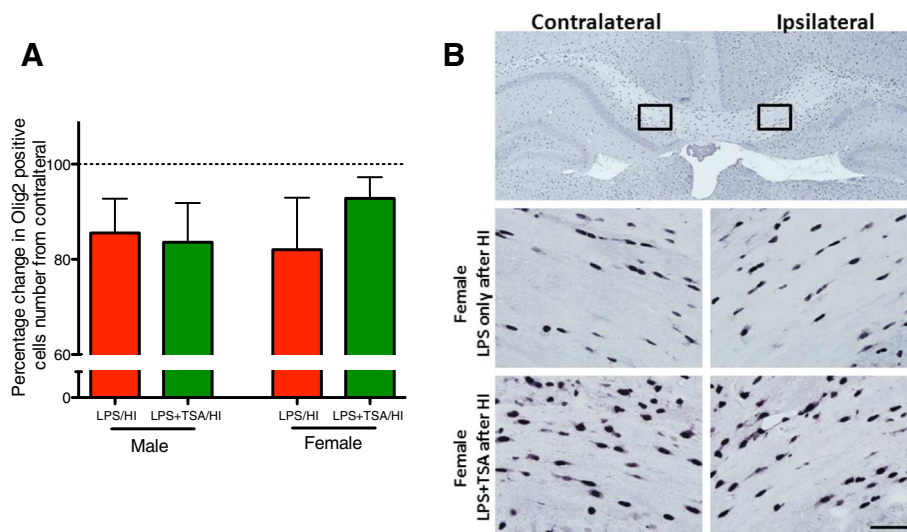 A
Percentage change in Olig2 positive
cells number from contralteral
100
80
60
0
LPS/HI
LPS+TSA/HI
LPS/HI
LPS+TSA/HI
Male
Female
B
Contralateral
Ipsilateral
Female
LPS only after HI
Female
LPS+TSA after HI